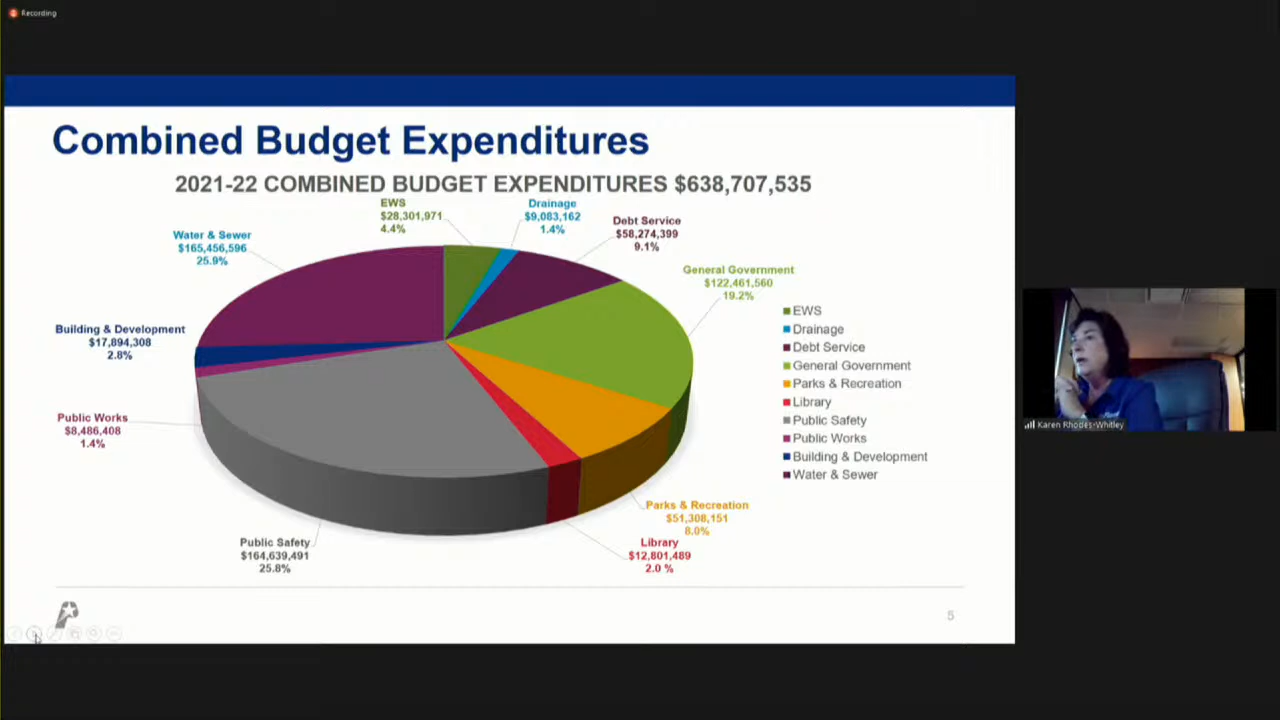 Recording
Combined Budget Expenditures
2021-22 COMBINED BUDGET EXPENDITURES $638,707,535
EWS
$28,301,971
4.4%
Drainage
$9,083,162
1.4%
Debt Service
$58,274,399
9.1%
Water & Sewer
$165,456,596
25.9%
General Government
$122,461,560
19.2%
Building & Development
$17,894,308
2.8%
Public Works
$8,486,408
1.4%
Public Safety
$164,639,491
25.8%
Parks & Recreation
$51,308,151
8.0%
Library
$12,801,489
2.0 %
EWS
Drainage
Debt Service
General Government
Parks & Recreation
Library
Public Safety
Public Works
Building & Development
Water & Sewer
Karen Rhodes-Whitley
5